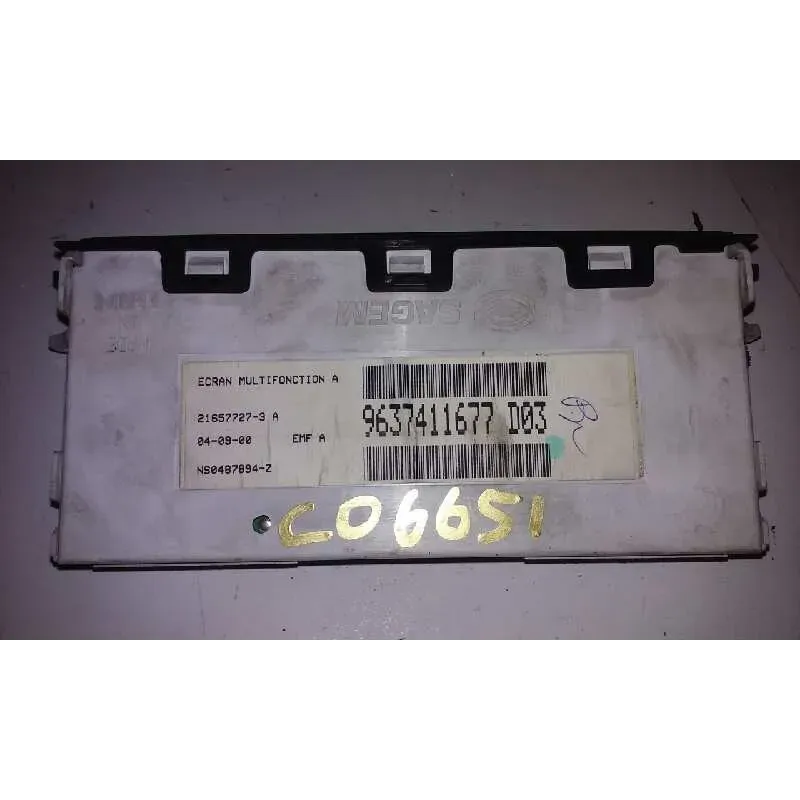 SAGEM
ECRAN MULTIFONCTION A
21657727-3 A
9637411677 D03
04-09-00 EMF A
NS0487894-Z
C06651